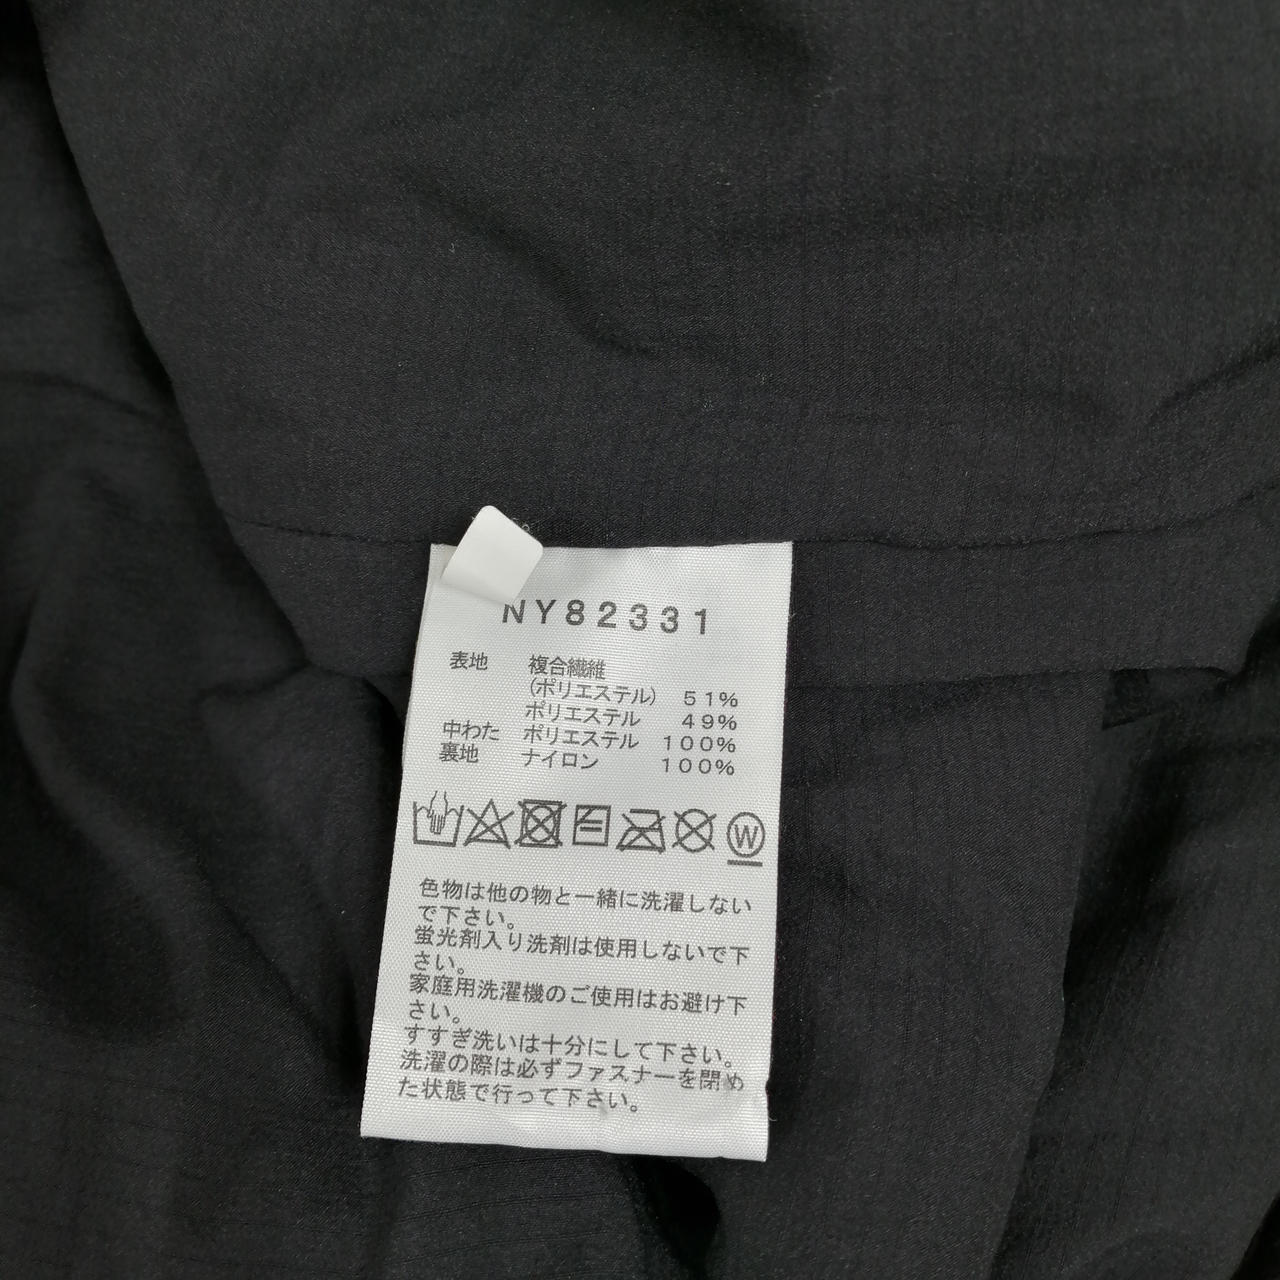 NY82331
表地 複合繊維
(ポリエステル) 51%
ポリエステル 49%
中わた ポリエステル 100%
裏地 ナイロン 100%
W
色物は他の物と一緒に洗濯しない
で下さい。
蛍光剤入り洗剤は使用しないで下
さい。
家庭用洗濯機のご使用はお避け下
さい。
すすぎ洗いは十分にして下さい。
洗濯の際は必ずファスナーを閉め
た状態で行って下さい。